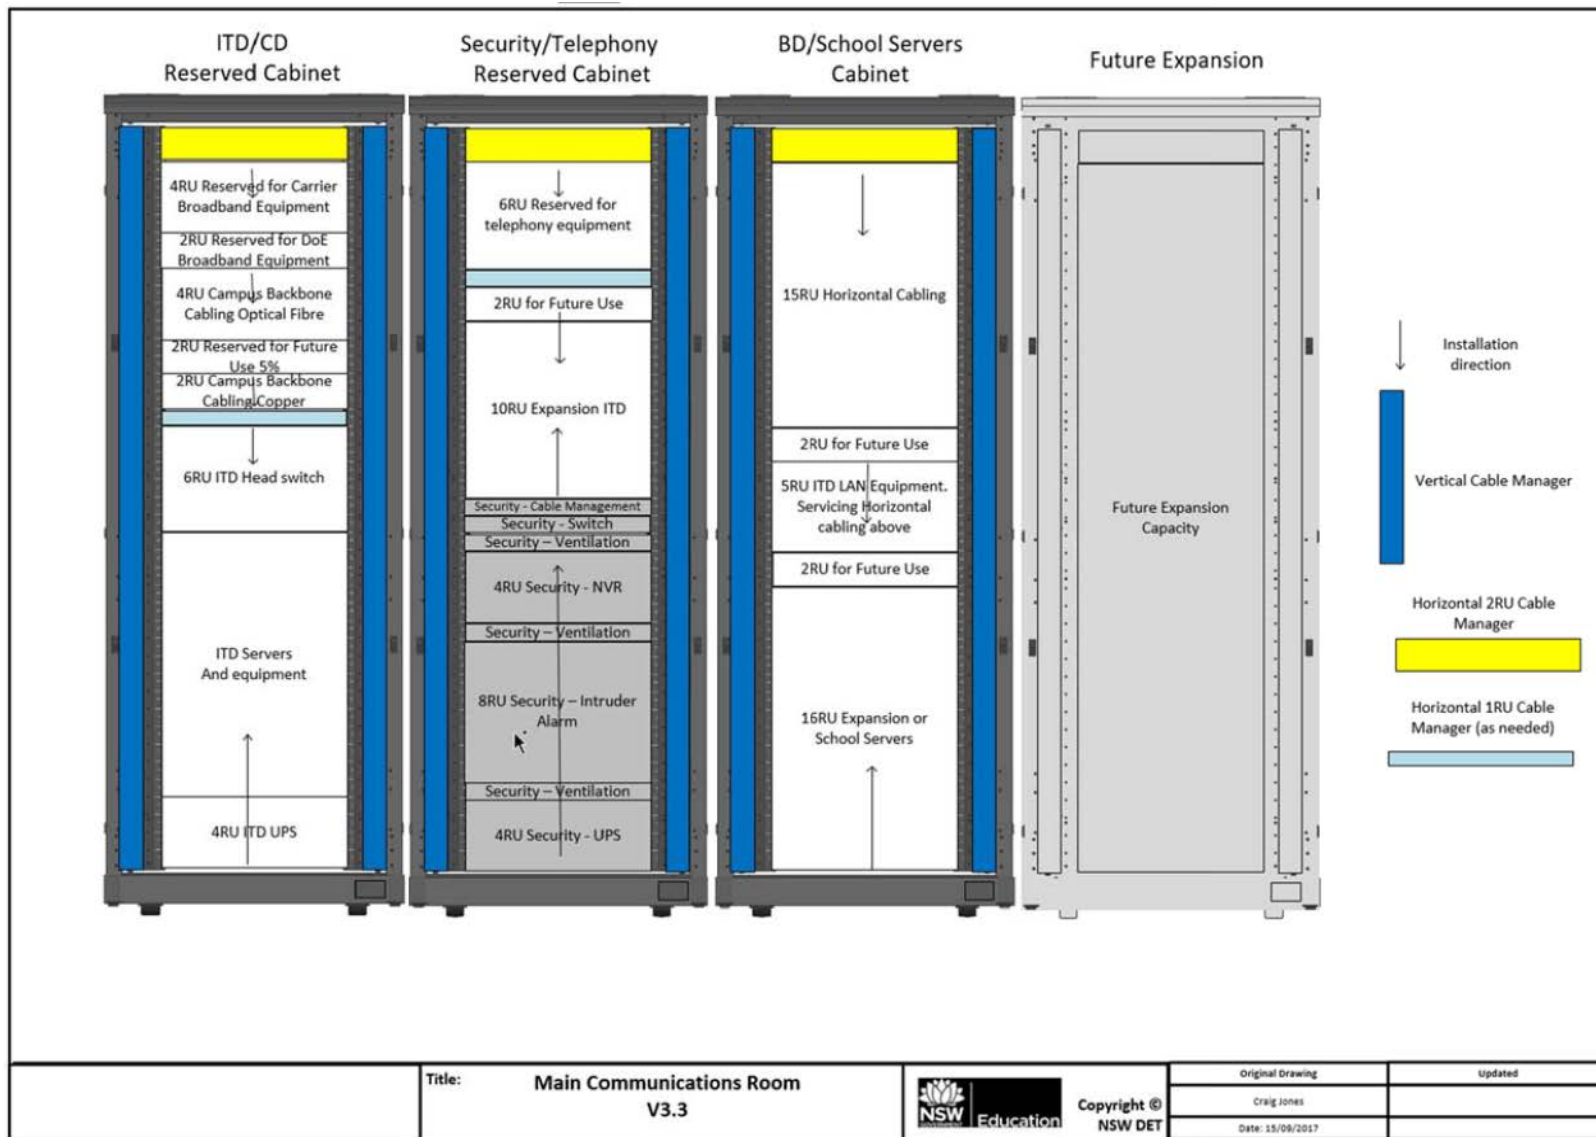 ITD/CD
Reserved Cabinet
Security/Telephony
Reserved Cabinet
BD/School Servers
Cabinet
Future Expansion
4RU Reserved for Carrier
Broadband Equipment
2RU Reserved for DoE
Broadband Equipment
4RU Campus Backbone
Cabling Optical Fibre
2RU Reserved for Future
Use 5%
2RU Campus Backbone
Cabling Copper
6RU ITD Head switch
ITD Servers
And equipment
4RU ITD UPS
6RU Reserved for
telephony equipment
2RU for Future Use
10RU Expansion ITD
Security - Cable Management
Security - Switch
Security – Ventilation
4RU Security - NVR
Security – Ventilation
8RU Security – Intruder
Alarm
Security – Ventilation
4RU Security - UPS
15RU Horizontal Cabling
2RU for Future Use
5RU ITD LAN Equipment.
Servicing Horizontal
cabling above
2RU for Future Use
16RU Expansion or
School Servers
Future Expansion
Capacity
Installation
direction
Vertical Cable Manager
Horizontal 2RU Cable
Manager
Horizontal 1RU Cable
Manager (as needed)
Title:
Main Communications Room
V3.3
NSW
GOVERNMENT
Education
Copyright ©
NSW DET
Original Drawing
Updated
Craig Jones
Date: 15/09/2017